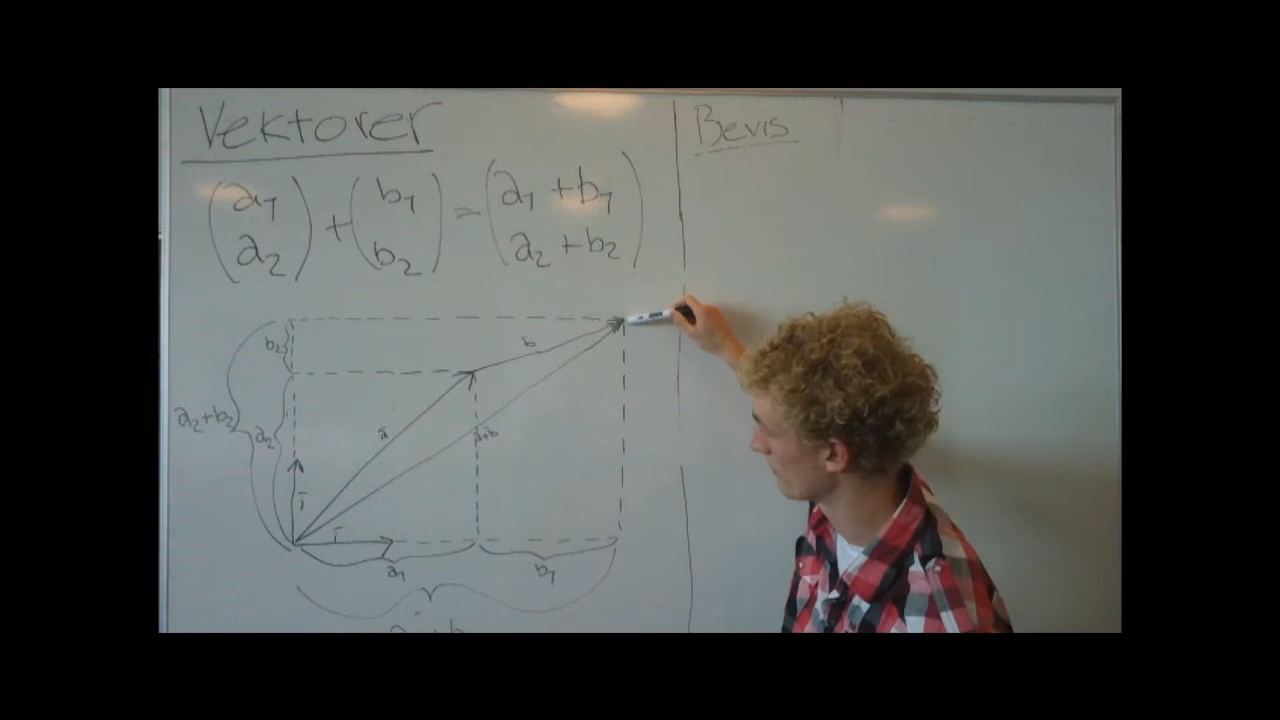 Vektorer
(a1 a2) + (b1 b2) = (a1 + b1 a2 + b2)
Bevis
b2
b
a2+b2
a2
a
a+b
j
i
a1
b1